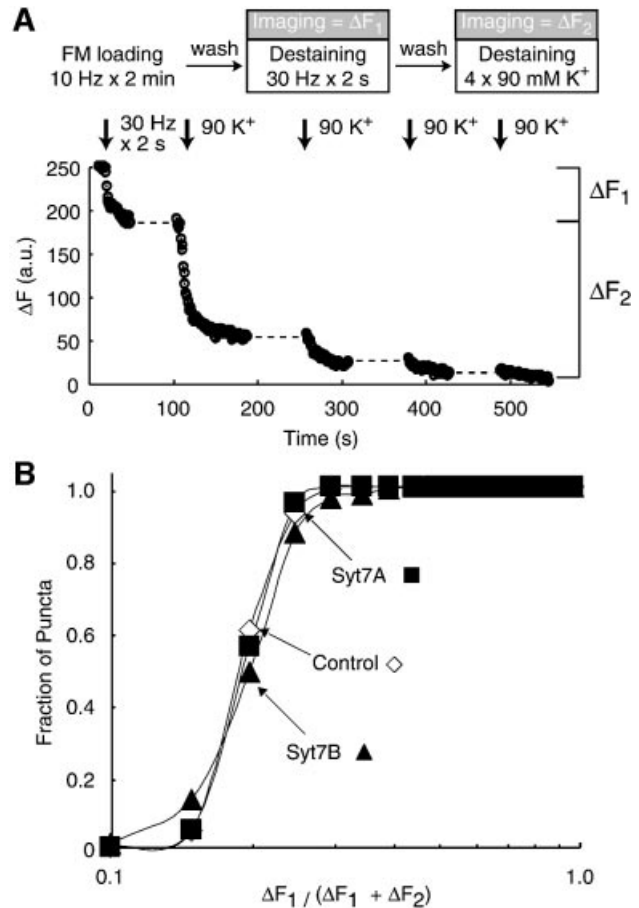 A
Imaging = ΔF1
Imaging = ΔF2
FM loading
10 Hz x 2 min
wash
Destaining
30 Hz x 2 s
wash
Destaining
4 x 90 mM K+
30 Hz
x 2 s
90 K+
90 K+
90 K+
90 K+
250
200
150
100
50
0
ΔF (a.u.)
ΔF1
ΔF2
0
100
200
300
400
500
Time (s)
B
1.0
0.8
0.6
0.4
0.2
0
Fraction of Puncta
Syt7A
Control
Syt7B
0.1
1.0
ΔF1 / (ΔF1 + ΔF2)